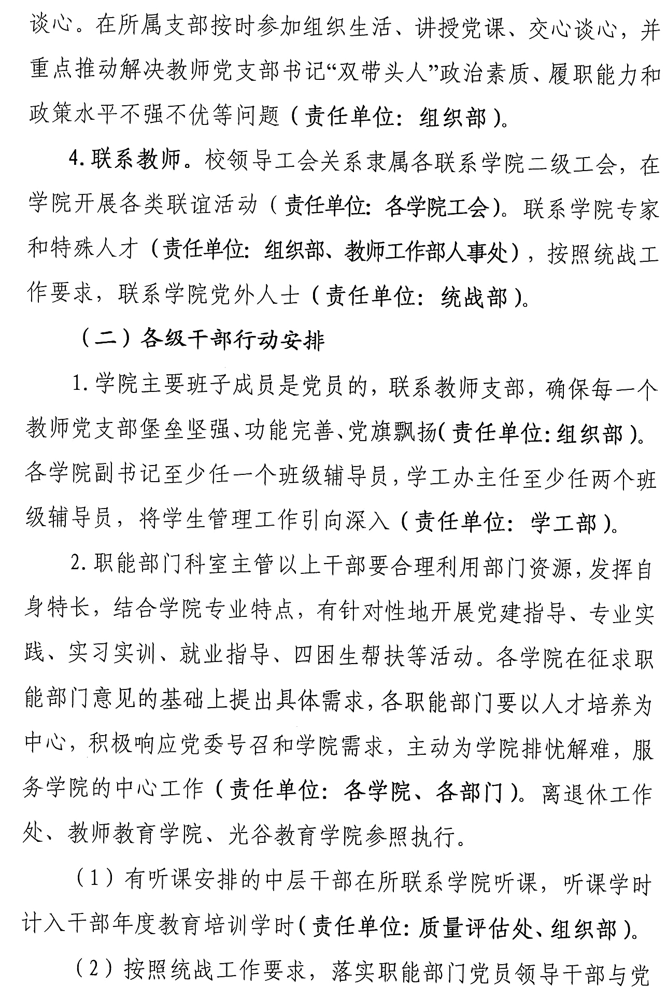 谈心。在所属支部按时参加组织生活、讲授党课、交心谈心，并
重点推动解决教师党支部书记“双带头人”政治素质、履职能力和
政策水平不强不优等问题（责任单位：组织部）。
4.联系教师。校领导工会关系隶属各联系学院二级工会，在
学院开展各类联谊活动（责任单位：各学院工会）。联系学院专家
和特殊人才（责任单位：组织部、教师工作部人事处），按照统战工
作要求，联系学院党外人士（责任单位：统战部）。
（二）各级干部行动安排
1.学院主要班子成员是党员的，联系教师支部，确保每一个
教师党支部堡垒坚强、功能完善、党旗飘扬（责任单位：组织部）。
各学院副书记至少任一个班级辅导员，学工办主任至少任两个班
级辅导员，将学生管理工作引向深入（责任单位：学工部）。
2.职能部门科室主管以上干部要合理利用部门资源，发挥自
身特长，结合学院专业特点，有针对性地开展党建指导、专业实
践、实习实训、就业指导、四困生帮扶等活动。各学院在征求职
能部门意见的基础上提出具体需求，各职能部门要以人才培养为
中心，积极响应党委号召和学院需求，主动为学院排忧解难，服
务学院的中心工作（责任单位：各学院、各部门）。离退休工作
处、教师教育学院、光谷教育学院参照执行。
（1）有听课安排的中层干部在所联系学院听课，听课学时
计入干部年度教育培训学时（责任单位：质量评估处、组织部）。
（2）按照统战工作要求，落实职能部门党员领导干部与党